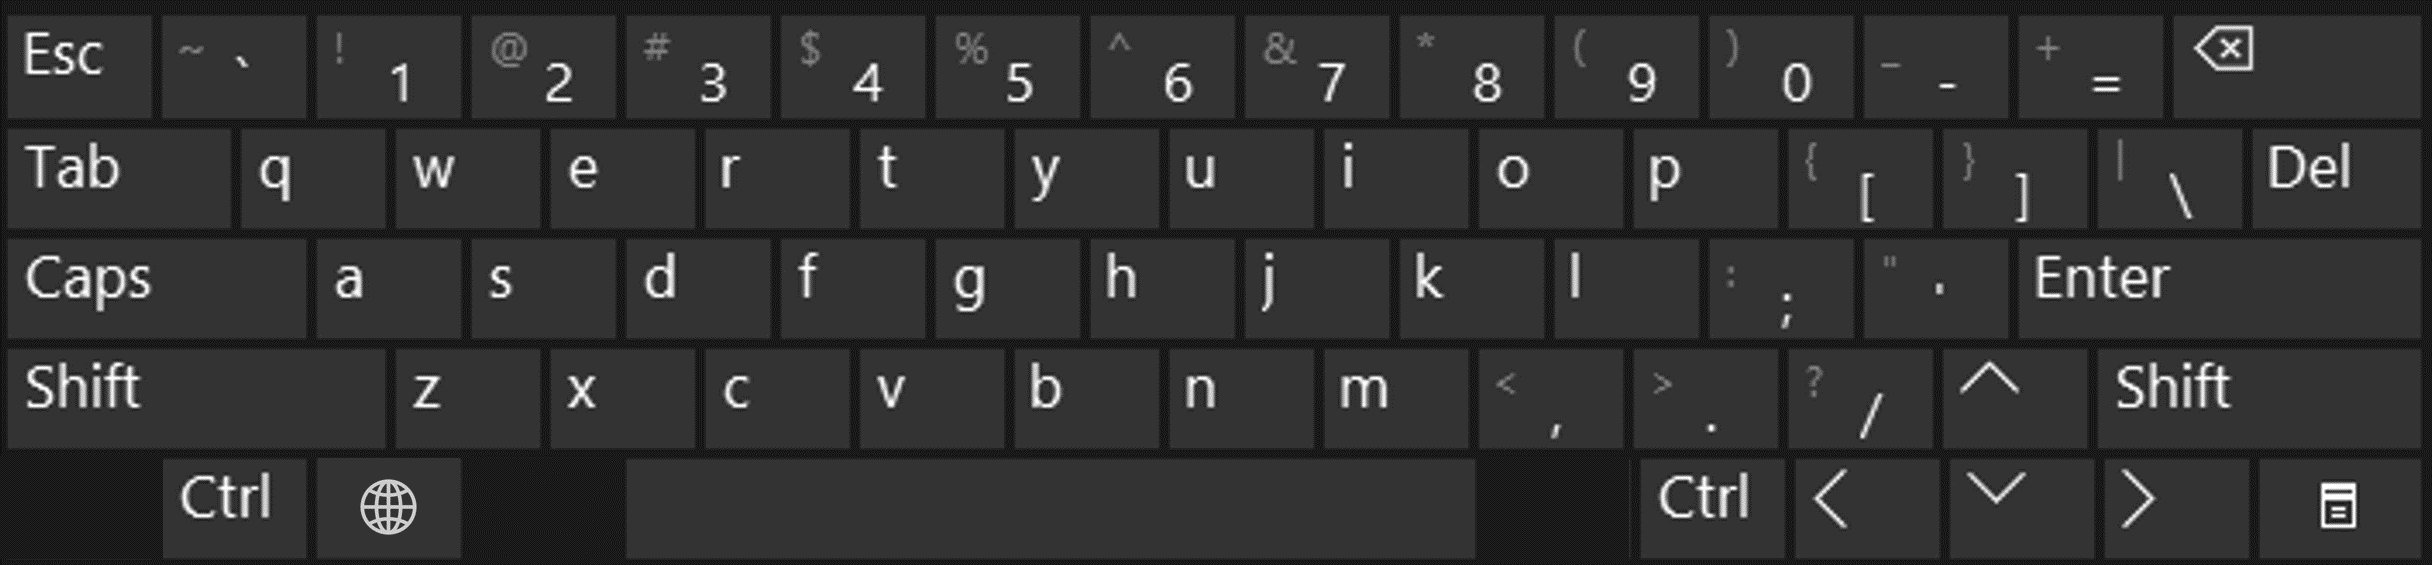 Esc ~ ` ! 1 @ 2 # 3 $ 4 % 5 ^ 6 & 7 * 8 ( 9 ) 0 _ - + =
Tab q w e r t y u i o p { [ } ] | \ Del
Caps a s d f g h j k l : ; " ' Enter
Shift z x c v b n m < , > . ? / Shift
Ctrl Ctrl